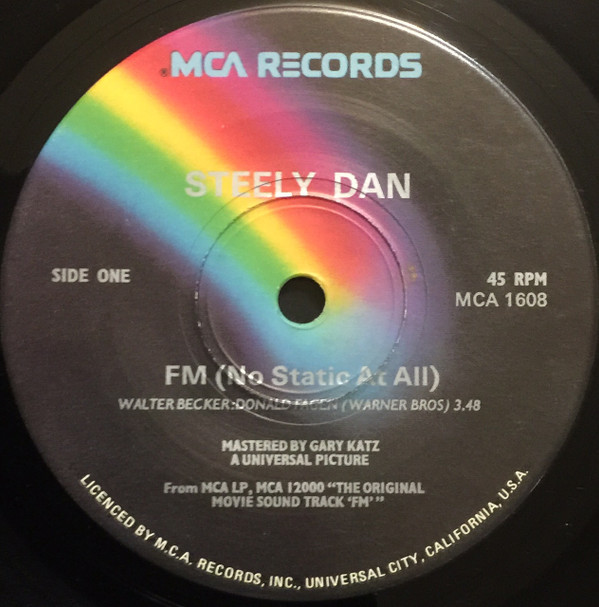 ®MCA RECORDS
STEELY DAN
SIDE ONE
45 RPM
MCA 1608
FM (No Static At All)
WALTER BECKER:DONALD FAGEN (WARNER BROS) 3.48
MASTERED BY GARY KATZ
A UNIVERSAL PICTURE
From MCA LP, MCA 12000 "THE ORIGINAL
MOVIE SOUND TRACK 'FM'"
LICENCED BY M.C.A. RECORDS, INC., UNIVERSAL CITY, CALIFORNIA, U.S.A.